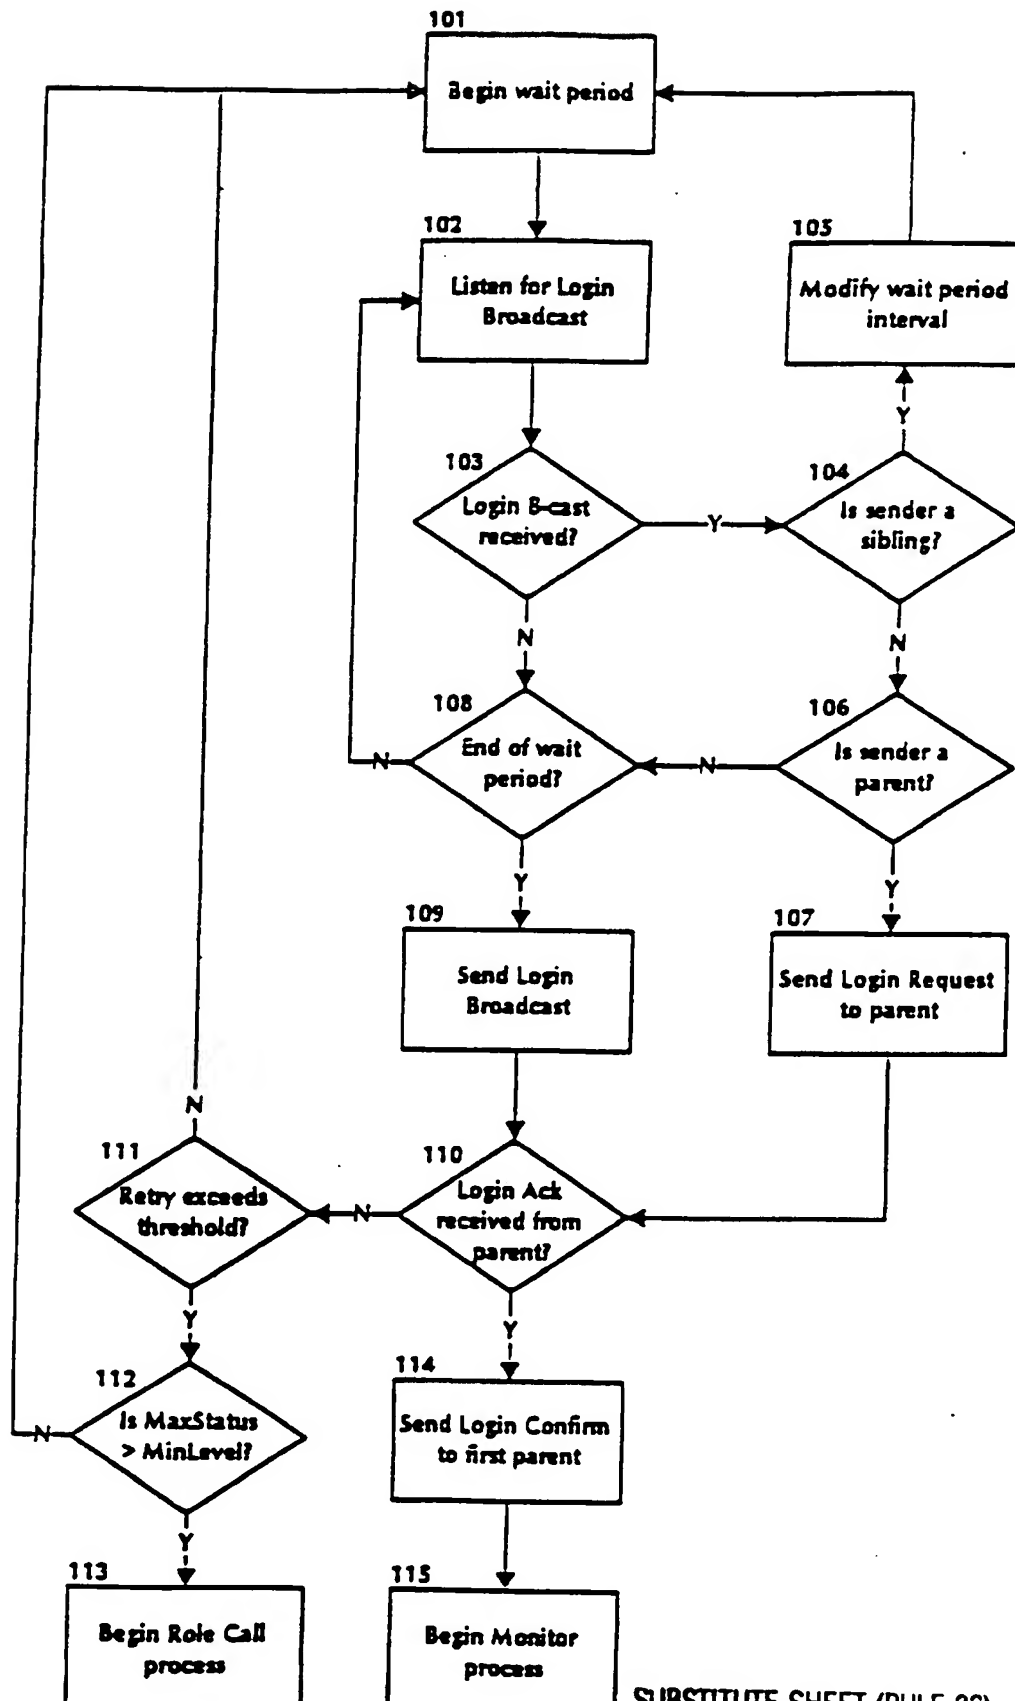 101
Begin wait period
102
Listen for Login
Broadcast
105
Modify wait period
interval
Y
103
Login B-cast
received?
Y
104
Is sender a
sibling?
N
N
108
End of wait
period?
N
N
106
Is sender a
parent?
Y
Y
109
Send Login
Broadcast
107
Send Login Request
to parent
N
111
Retry exceeds
threshold?
N
110
Login Ack
received from
parent?
Y
Y
112
Is MaxStatus
> MinLevel?
N
114
Send Login Confirm
to first parent
Y
113
Begin Role Call
process
115
Begin Monitor
process
SUBSTITUTE SHEET (RULE 26)